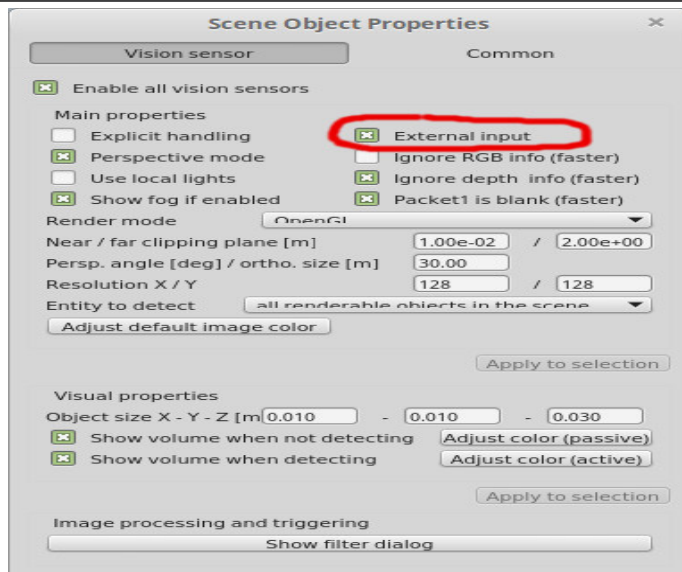 Scene Object Properties
Vision sensor Common
Enable all vision sensors
Main properties
Explicit handling External input
Perspective mode Ignore RGB info (faster)
Use local lights Ignore depth info (faster)
Show fog if enabled Packet1 is blank (faster)
Render mode OpenGL
Near / far clipping plane [m] 1.00e-02 / 2.00e+00
Persp. angle [deg] / ortho. size [m] 30.00
Resolution X / Y 128 / 128
Entity to detect all renderable objects in the scene
Adjust default image color
Apply to selection
Visual properties
Object size X - Y - Z [m 0.010 - 0.010 - 0.030
Show volume when not detecting Adjust color (passive)
Show volume when detecting Adjust color (active)
Apply to selection
Image processing and triggering
Show filter dialog